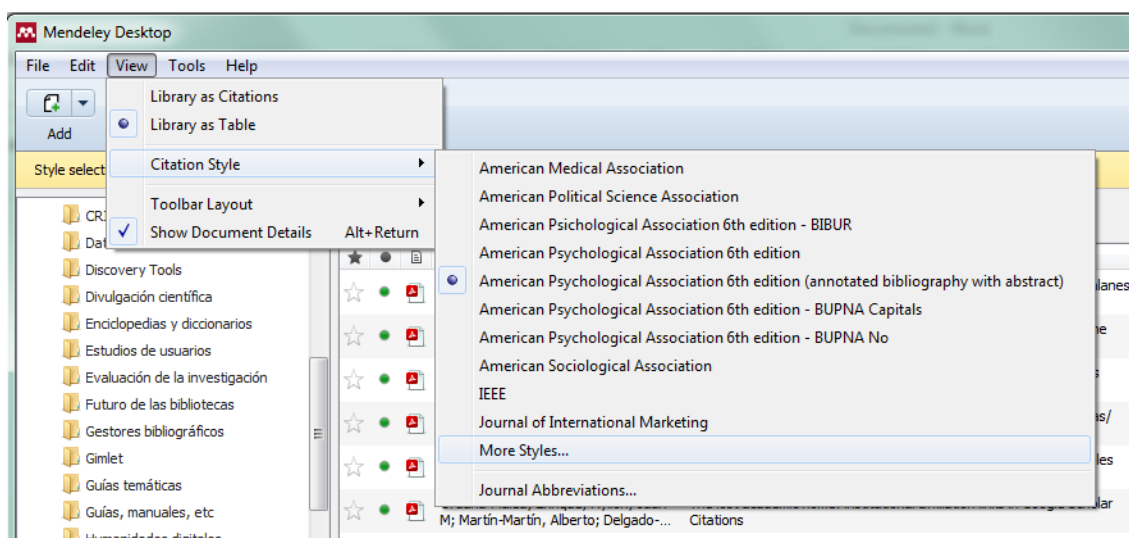 Mendeley Desktop
File Edit View Tools Help
Library as Citations
Library as Table
Add
Citation Style
Style select
Toolbar Layout
Show Document Details Alt+Return
American Medical Association
American Political Science Association
American Psichological Association 6th edition - BIBUR
American Psychological Association 6th edition
American Psychological Association 6th edition (annotated bibliography with abstract)
American Psychological Association 6th edition - BUPNA Capitals
American Psychological Association 6th edition - BUPNA No
American Sociological Association
IEEE
Journal of International Marketing
More Styles...
Journal Abbreviations...
CRI
Dat
Discovery Tools
Divulgación científica
Enciclopedias y diccionarios
Estudios de usuarios
Evaluación de la investigación
Futuro de las bibliotecas
Gestores bibliográficos
Gimlet
Guías temáticas
Guías, manuales, etc
M; Martín-Martín, Alberto; Delgado-... Citations